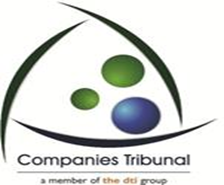 Companies Tribunal
a member of the dti group